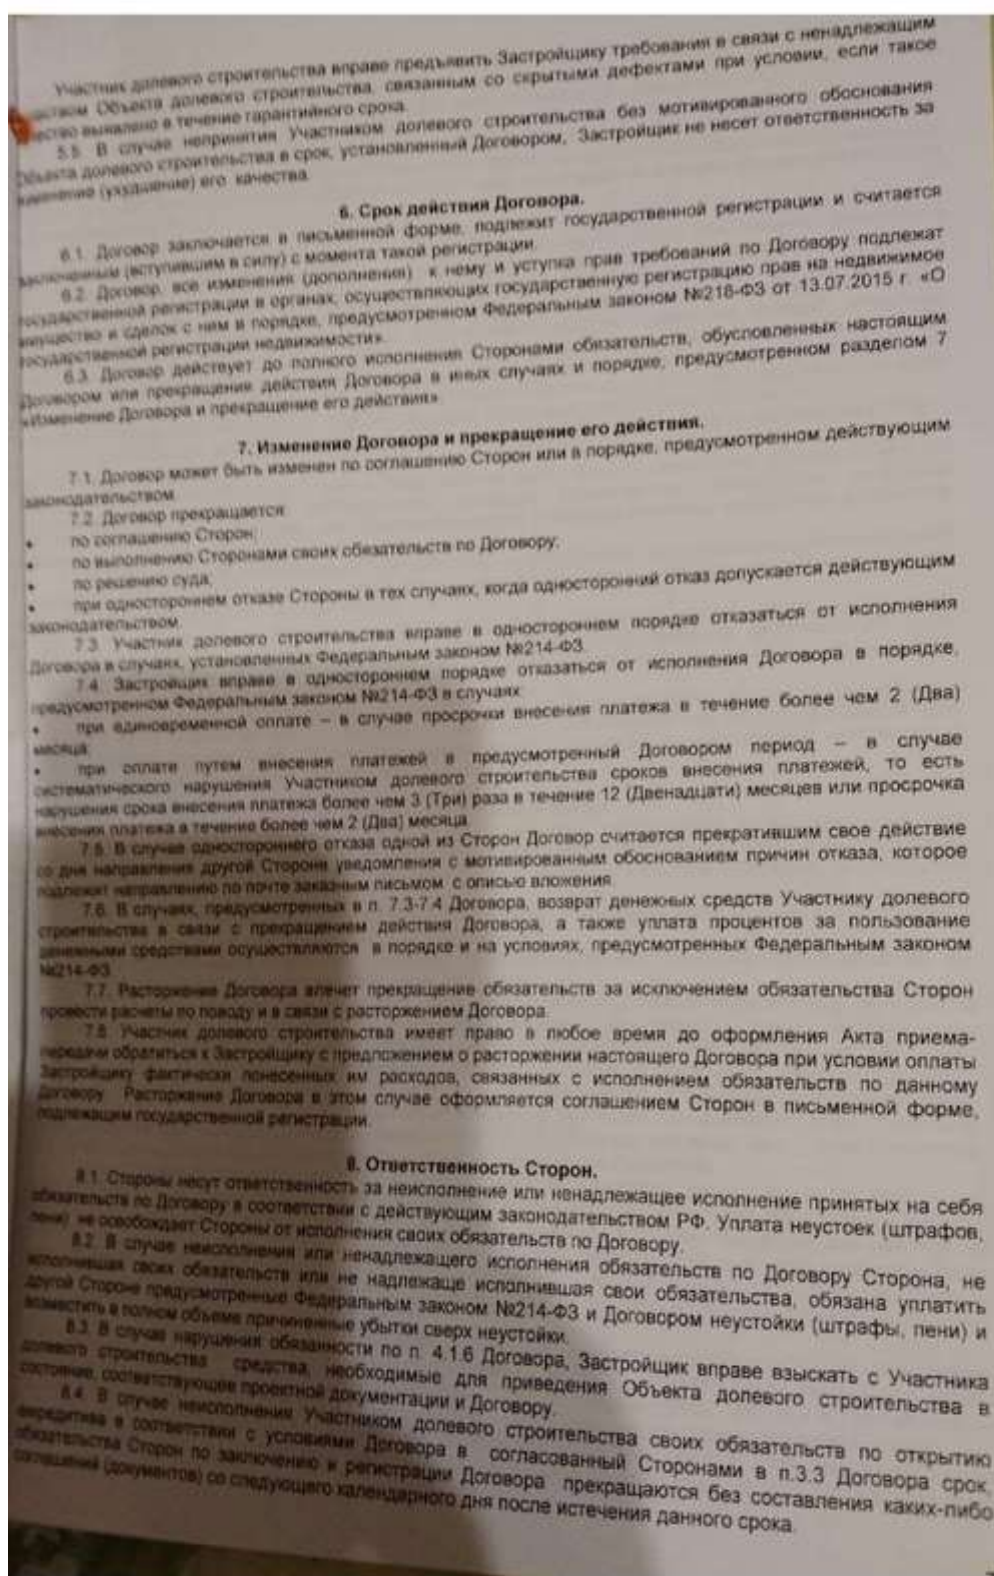 Участник долевого строительства вправе предъявить Застройщику требования в связи с ненадлежащим
качеством Объекта долевого строительства, связанным со скрытыми дефектами при условии, если такое
качество выявлено в течение гарантийного срока.
5.5. В случае непринятия Участником долевого строительства без мотивированного обоснования
Объекта долевого строительства в срок, установленный Договором, Застройщик не несет ответственность за
изменение (ухудшение) его качества.
6. Срок действия Договора.
6.1. Договор заключается в письменной форме, подлежит государственной регистрации и считается
заключенным (вступившим в силу) с момента такой регистрации.
6.2. Договор, все изменения (дополнения) к нему и уступка прав требований по Договору подлежат
государственной регистрации в органах, осуществляющих государственную регистрацию прав на недвижимое
имущество и сделок с ним в порядке, предусмотренном Федеральным законом №218-ФЗ от 13.07.2015 г. «О
государственной регистрации недвижимости».
6.3. Договор действует до полного исполнения Сторонами обязательств, обусловленных настоящим
Договором или прекращения действия Договора в иных случаях и порядке, предусмотренном разделом 7
«Изменение Договора и прекращение его действия».
7. Изменение Договора и прекращение его действия.
7.1. Договор может быть изменен по соглашению Сторон или в порядке, предусмотренном действующим
законодательством.
7.2. Договор прекращается:
• по соглашению Сторон;
• по выполнению Сторонами своих обязательств по Договору;
• по решению суда;
• при одностороннем отказе Стороны в тех случаях, когда односторонний отказ допускается действующим
законодательством.
7.3. Участник долевого строительства вправе в одностороннем порядке отказаться от исполнения
Договора в случаях, установленных Федеральным законом №214-ФЗ.
7.4. Застройщик вправе в одностороннем порядке отказаться от исполнения Договора в порядке,
предусмотренном Федеральным законом №214-ФЗ в случаях:
• при единовременной оплате – в случае просрочки внесения платежа в течение более чем 2 (Два)
месяца;
• при оплате путем внесения платежей в предусмотренный Договором период – в случае
систематического нарушения Участником долевого строительства сроков внесения платежей, то есть
нарушения срока внесения платежа более чем 3 (Три) раза в течение 12 (Двенадцати) месяцев или просрочка
внесения платежа в течение более чем 2 (Два) месяца.
7.5. В случае одностороннего отказа одной из Сторон Договор считается прекратившим свое действие
со дня направления другой Стороне уведомления с мотивированным обоснованием причин отказа, которое
подлежит направлению по почте заказным письмом с описью вложения.
7.6. В случаях, предусмотренных в п. 7.3-7.4 Договора, возврат денежных средств Участнику долевого
строительства в связи с прекращением действия Договора, а также уплата процентов за пользование
денежными средствами осуществляются в порядке и на условиях, предусмотренных Федеральным законом
№214-ФЗ.
7.7. Расторжение Договора влечет прекращение обязательств за исключением обязательства Сторон
провести расчеты по поводу и в связи с расторжением Договора.
7.8. Участник долевого строительства имеет право в любое время до оформления Акта приема-
передачи обратиться к Застройщику с предложением о расторжении настоящего Договора при условии оплаты
Застройщику фактически понесенных им расходов, связанных с исполнением обязательств по данному
Договору. Расторжение Договора в этом случае оформляется соглашением Сторон в письменной форме,
подлежащим государственной регистрации.
8. Ответственность Сторон.
8.1. Стороны несут ответственность за неисполнение или ненадлежащее исполнение принятых на себя
обязательств по Договору в соответствии с действующим законодательством РФ. Уплата неустоек (штрафов,
пени) не освобождает Стороны от исполнения своих обязательств по Договору.
8.2. В случае неисполнения или ненадлежащего исполнения обязательств по Договору Сторона, не
исполнившая своих обязательств или не надлежаще исполнившая свои обязательства, обязана уплатить
другой Стороне предусмотренные Федеральным законом №214-ФЗ и Договором неустойки (штрафы, пени) и
возместить в полном объеме причиненные убытки сверх неустойки.
8.3. В случае нарушения обязанности по п. 4.1.6 Договора, Застройщик вправе взыскать с Участника
долевого строительства средства, необходимые для приведения Объекта долевого строительства в
состояние, соответствующее проектной документации и Договору.
8.4. В случае неисполнения Участником долевого строительства своих обязательств по открытию
аккредитива в соответствии с условиями Договора в согласованный Сторонами в п.3.3 Договора срок,
обязательства Сторон по заключению и регистрации Договора прекращаются без составления каких-либо
соглашений (документов) со следующего календарного дня после истечения данного срока.